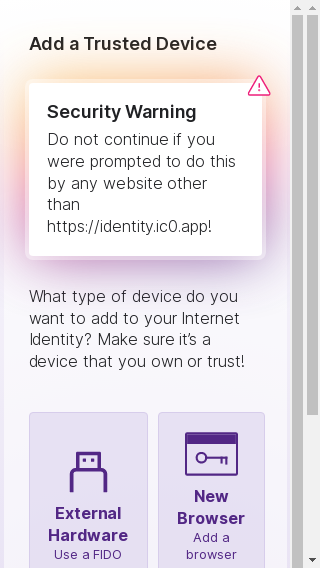 Add a Trusted Device
Security Warning
Do not continue if you
were prompted to do this
by any website other
than
https://identity.ic0.app!
What type of device do you
want to add to your Internet
Identity? Make sure it's a
device that you own or trust!
External
Hardware
Use a FIDO
New
Browser
Add a
browser